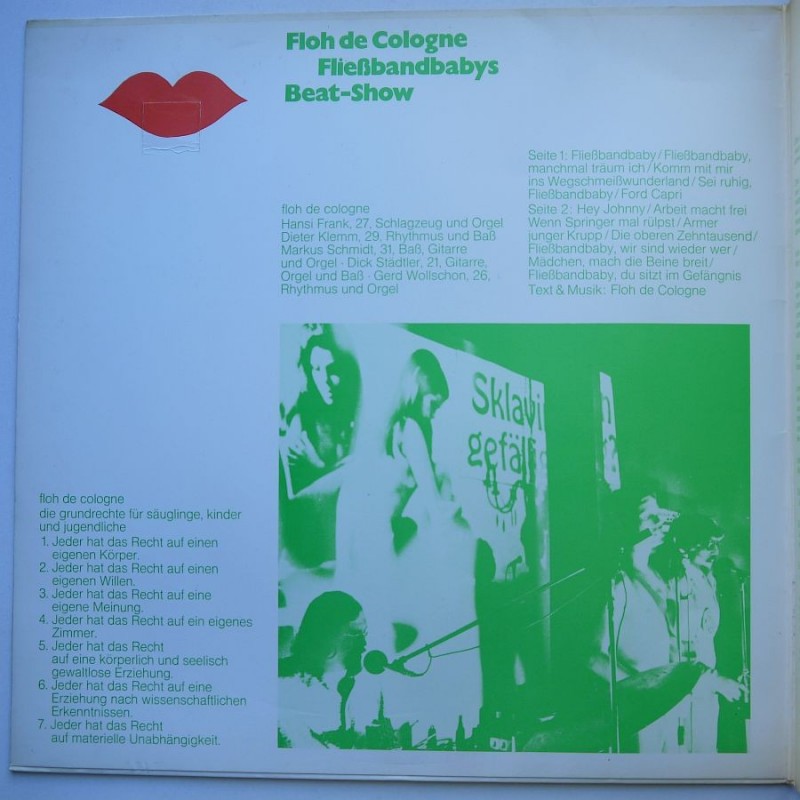 Floh de Cologne
Fließbandbabys
Beat-Show
Seite 1: Fließbandbaby/Fließbandbaby,
manchmal träum ich/Komm mit mir
ins Wegschmeißwunderland/Sei ruhig,
Fließbandbaby/Ford Capri
Seite 2: Hey Johnny/Arbeit macht frei
Wenn Springer mal rülpst/Armer
junger Krupp/Die oberen Zehntausend/
Fließbandbaby, wir sind wieder wer/
Mädchen, mach die Beine breit/
Fließbandbaby, du sitzt im Gefängnis
Text & Musik: Floh de Cologne
floh de cologne
Hansi Frank, 27, Schlagzeug und Orgel
Dieter Klemm, 29, Rhythmus und Baß
Markus Schmidt, 31, Baß, Gitarre
und Orgel · Dick Städtler, 21, Gitarre,
Orgel und Baß · Gerd Wollschon, 26,
Rhythmus und Orgel
Sklavi n
gefäl
floh de cologne
die grundrechte für säuglinge, kinder
und jugendliche
1. Jeder hat das Recht auf einen
eigenen Körper.
2. Jeder hat das Recht auf einen
eigenen Willen.
3. Jeder hat das Recht auf eine
eigene Meinung.
4. Jeder hat das Recht auf ein eigenes
Zimmer.
5. Jeder hat das Recht
auf eine körperlich und seelisch
gewaltlose Erziehung.
6. Jeder hat das Recht auf eine
Erziehung nach wissenschaftlichen
Erkenntnissen.
7. Jeder hat das Recht
auf materielle Unabhängigkeit.